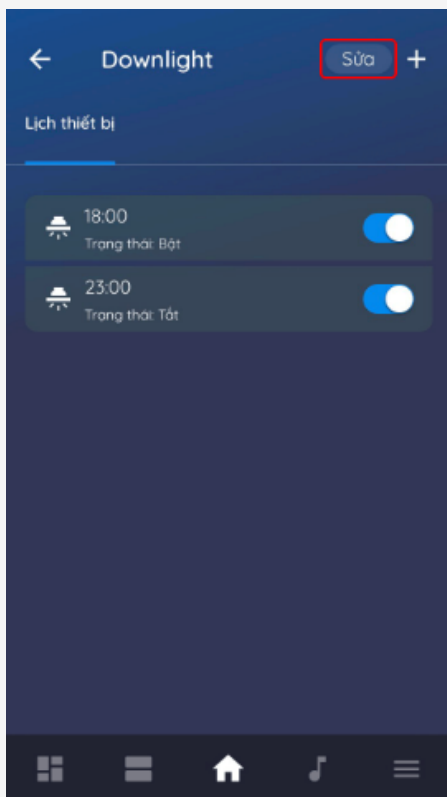 Downlight
Sửa
Lịch thiết bị
18:00
Trạng thái: Bật
23:00
Trạng thái: Tắt